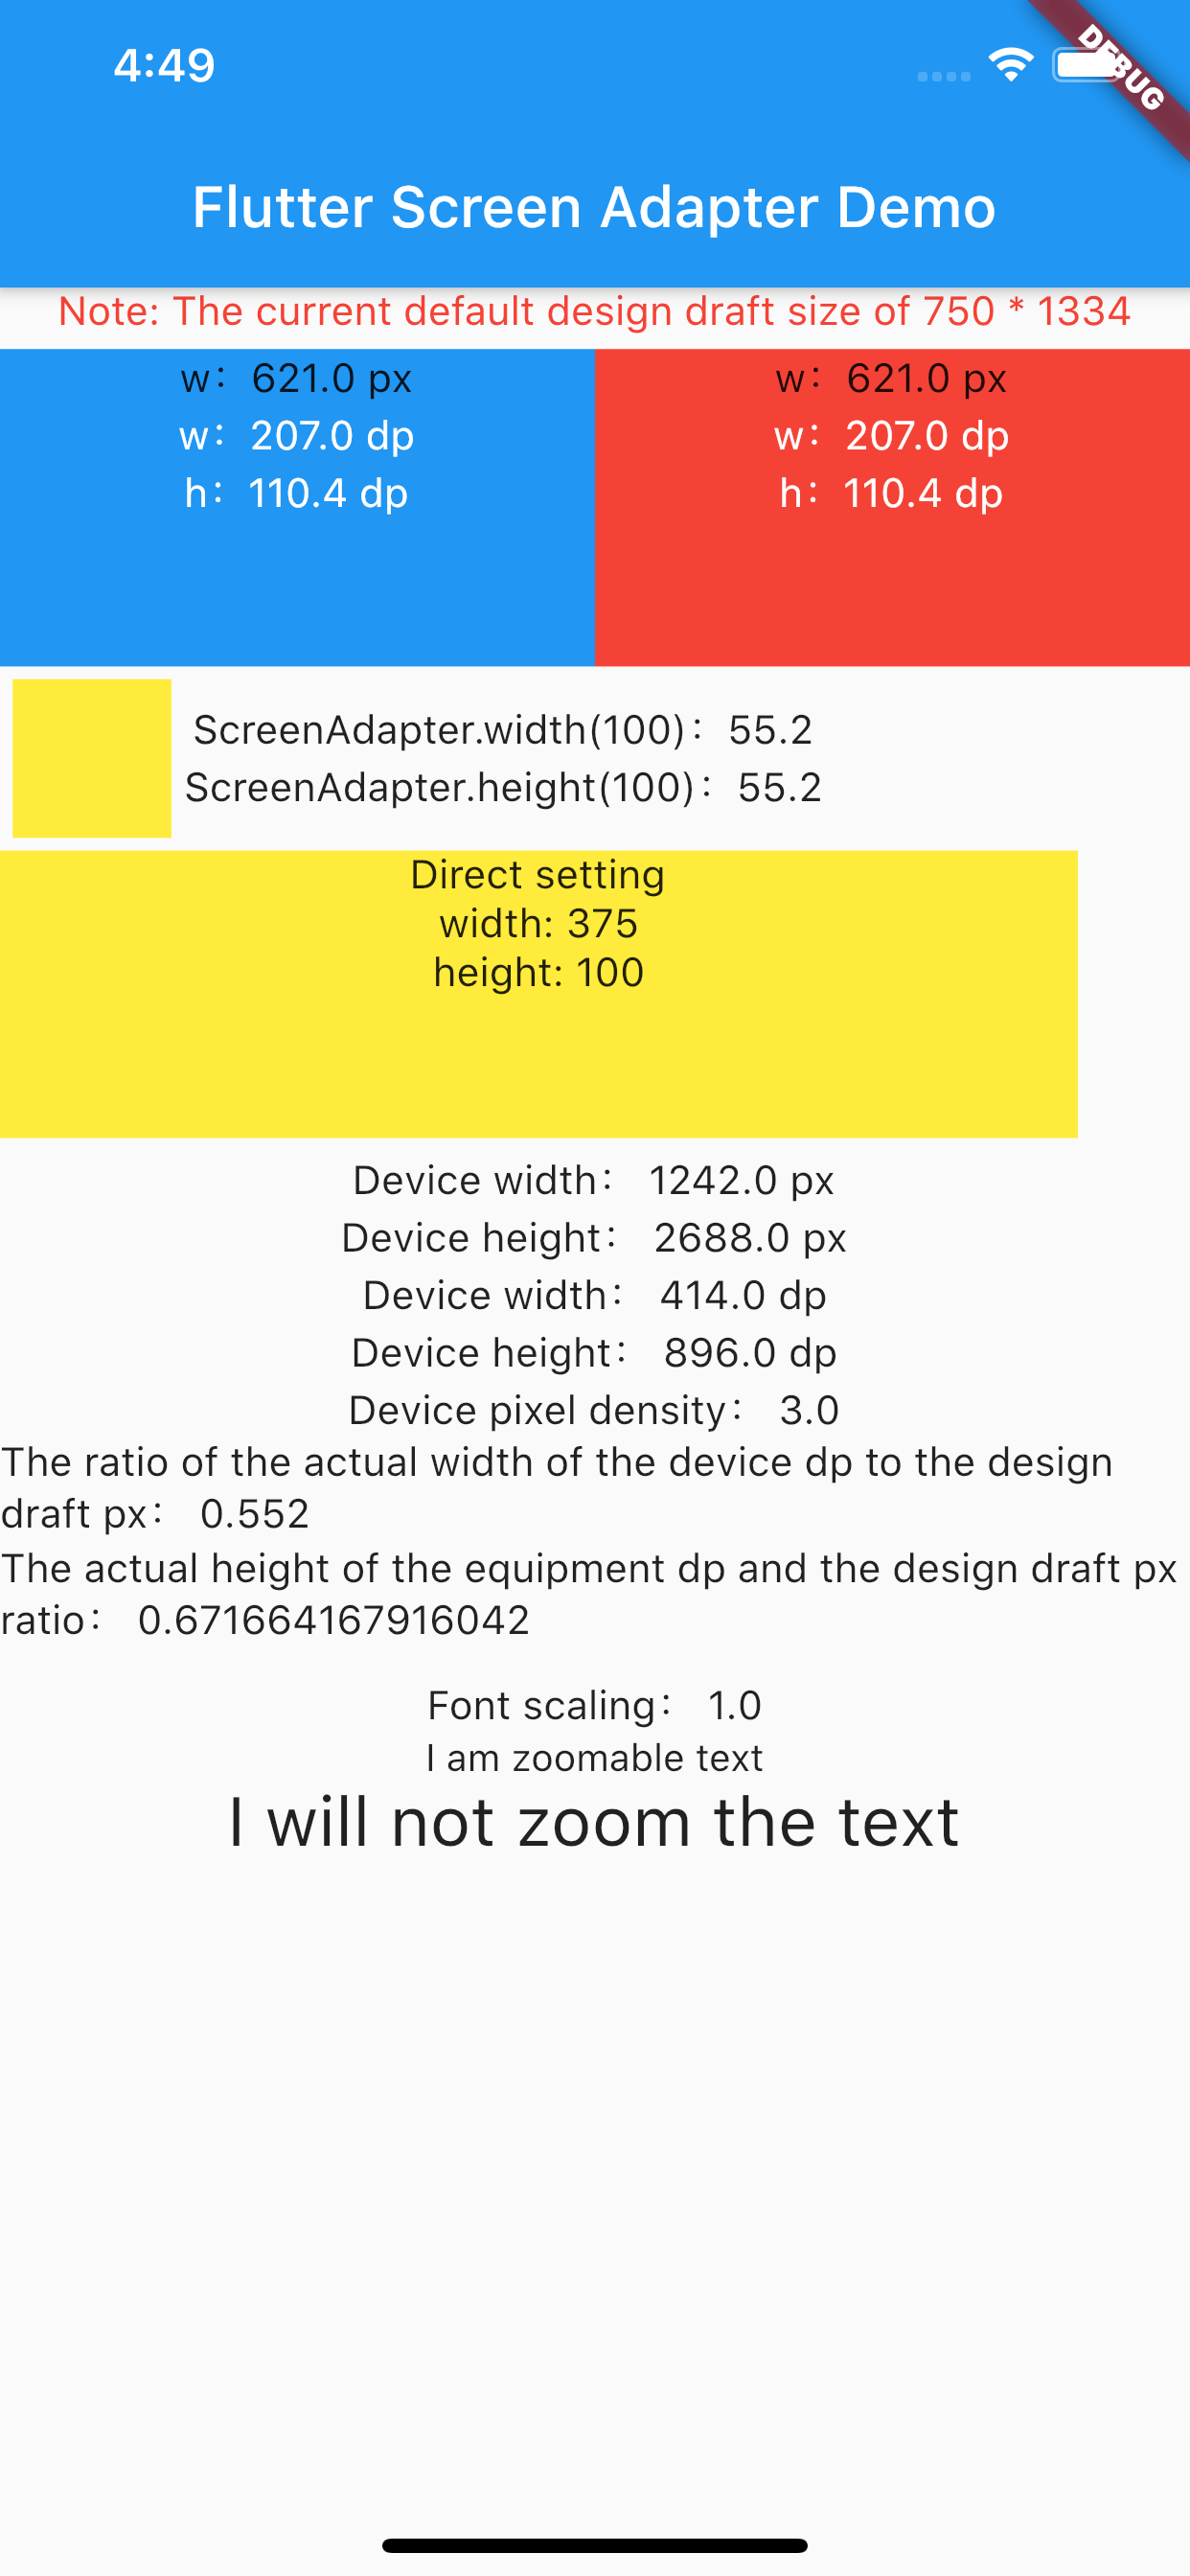 4:49
DEBUG
Flutter Screen Adapter Demo
Note: The current default design draft size of 750 * 1334
w：621.0 px
w：207.0 dp
h：110.4 dp
w：621.0 px
w：207.0 dp
h：110.4 dp
ScreenAdapter.width(100)：55.2
ScreenAdapter.height(100)：55.2
Direct setting
width: 375
height: 100
Device width： 1242.0 px
Device height： 2688.0 px
Device width： 414.0 dp
Device height： 896.0 dp
Device pixel density： 3.0
The ratio of the actual width of the device dp to the design
draft px： 0.552
The actual height of the equipment dp and the design draft px
ratio： 0.671664167916042
Font scaling： 1.0
I am zoomable text
I will not zoom the text